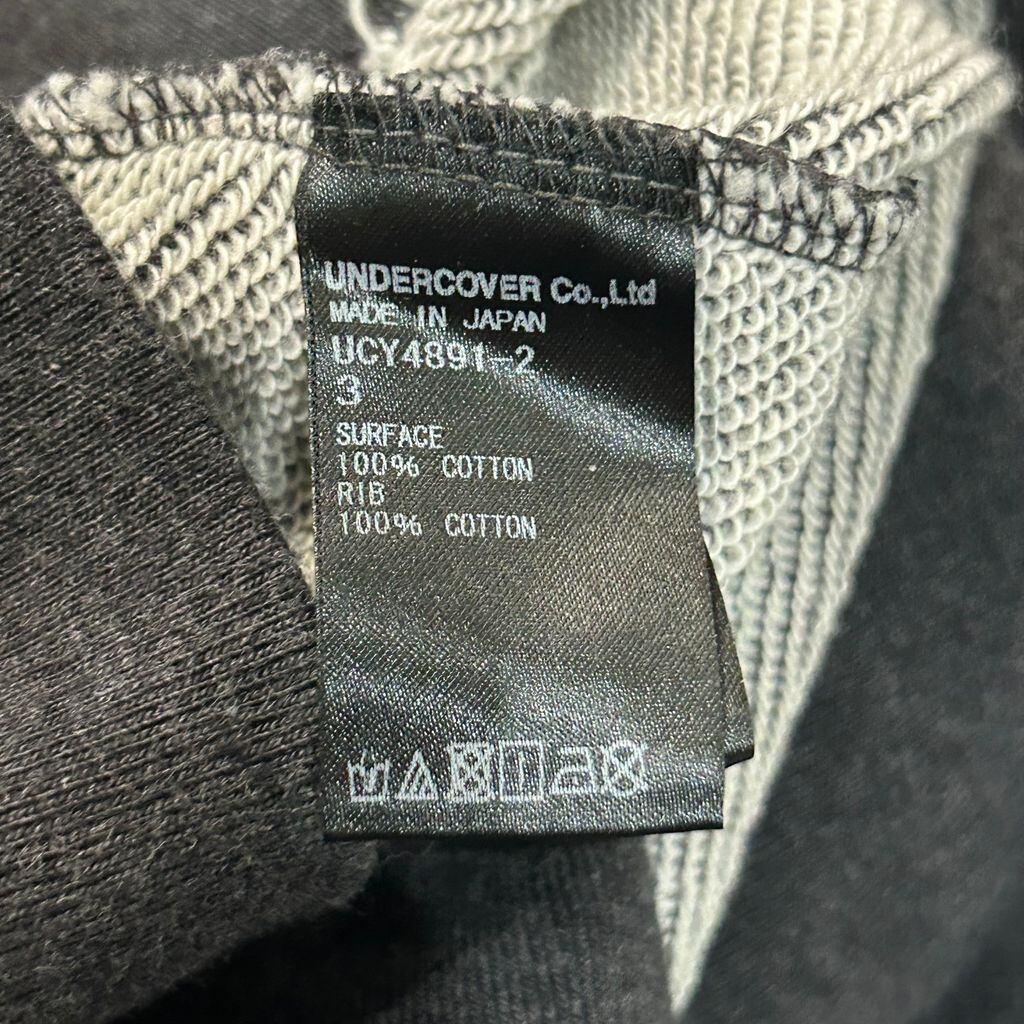 UNDERCOVER Co.,Ltd
MADE IN JAPAN
UCY4891-2
3
SURFACE
100% COTTON
RIB
100% COTTON